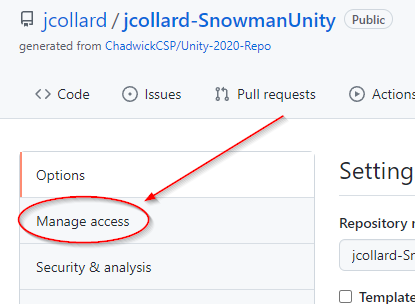 jcollard / jcollard-SnowmanUnity Public
generated from ChadwickCSP/Unity-2020-Repo
Code Issues Pull requests Actions
Options
Manage access
Security & analysis
Setting
Repository
jcollard-Sn
Template